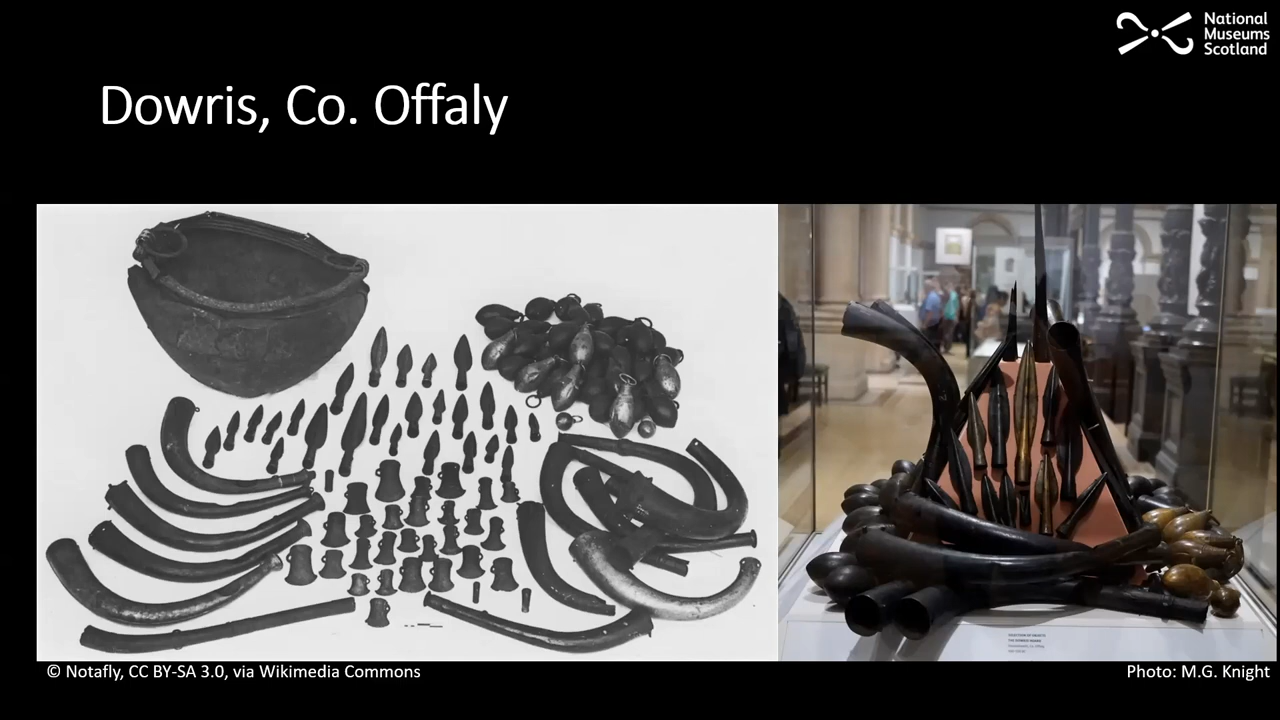 National
Museums
Scotland
Dowris, Co. Offaly
© Notafly, CC BY-SA 3.0, via Wikimedia Commons
Photo: M.G. Knight